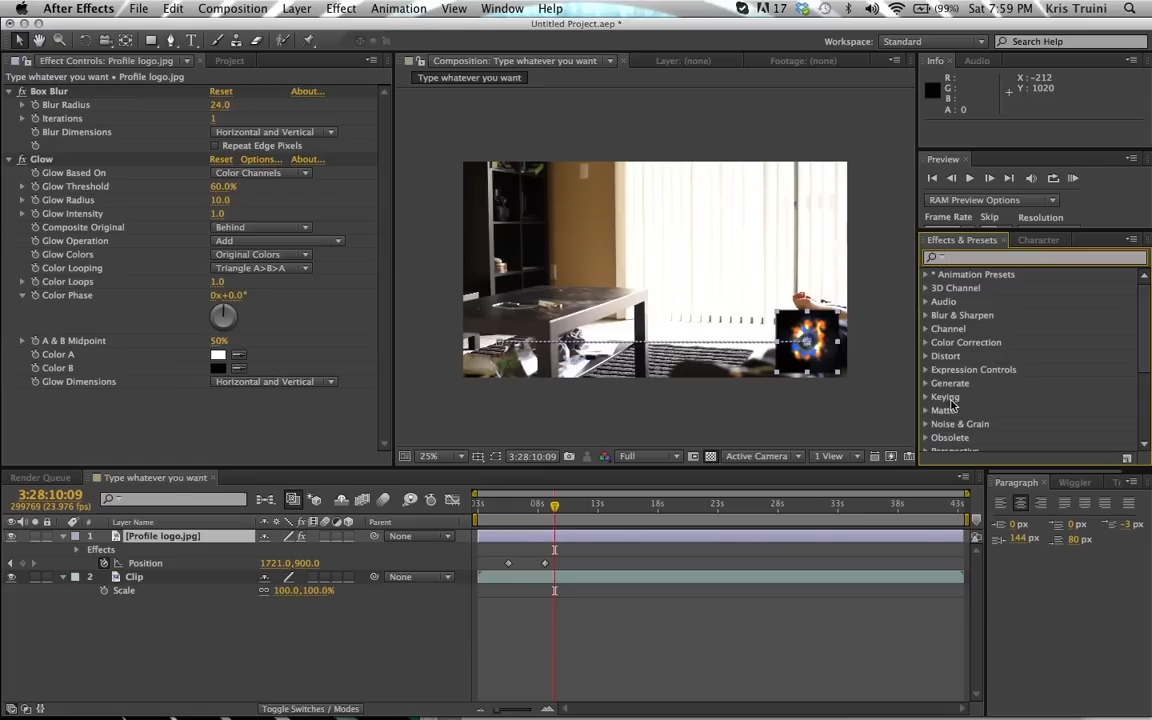 After Effects File Edit Composition Layer Effect Animation View Window Help 17 (99%) Sat 7:59 PM Kris Truini
Untitled Project.aep *
Workspace: Standard Search Help
Effect Controls: Profile logo.jpg Project Composition: Type whatever you want Layer: (none) Footage: (none) Info Audio
Type whatever you want • Profile logo.jpg Type whatever you want
R : X : -212
G : Y : 1020
B :
A : 0
fx Box Blur Reset About...
Blur Radius 24.0
Iterations 1
Blur Dimensions Horizontal and Vertical
Repeat Edge Pixels
fx Glow Reset Options... About...
Glow Based On Color Channels
Glow Threshold 60.0%
Glow Radius 10.0
Glow Intensity 1.0
Composite Original Behind
Glow Operation Add
Glow Colors Original Colors
Color Looping Triangle A>B>A
Color Loops 1.0
Color Phase 0x+0.0°
A & B Midpoint 50%
Color A
Color B
Glow Dimensions Horizontal and Vertical
Preview
RAM Preview Options
Frame Rate Skip Resolution
Effects & Presets Character
* Animation Presets
3D Channel
Audio
Blur & Sharpen
Channel
Color Correction
Distort
Expression Controls
Generate
Keying
Noise & Grain
Obsolete
25% 3:28:10:09 Full Active Camera 1 View
Render Queue Type whatever you want
3:28:10:09
299769 (23.976 fps)
03s 08s 13s 18s 23s 28s 33s 38s 43s
# Layer Name Parent
1 [Profile logo.jpg] fx None
Effects
Position 1721.0,900.0
2 Clip None
Scale 100.0,100.0%
Toggle Switches / Modes
Paragraph Wiggler
0 px 0 px -3 px
144 px 80 px